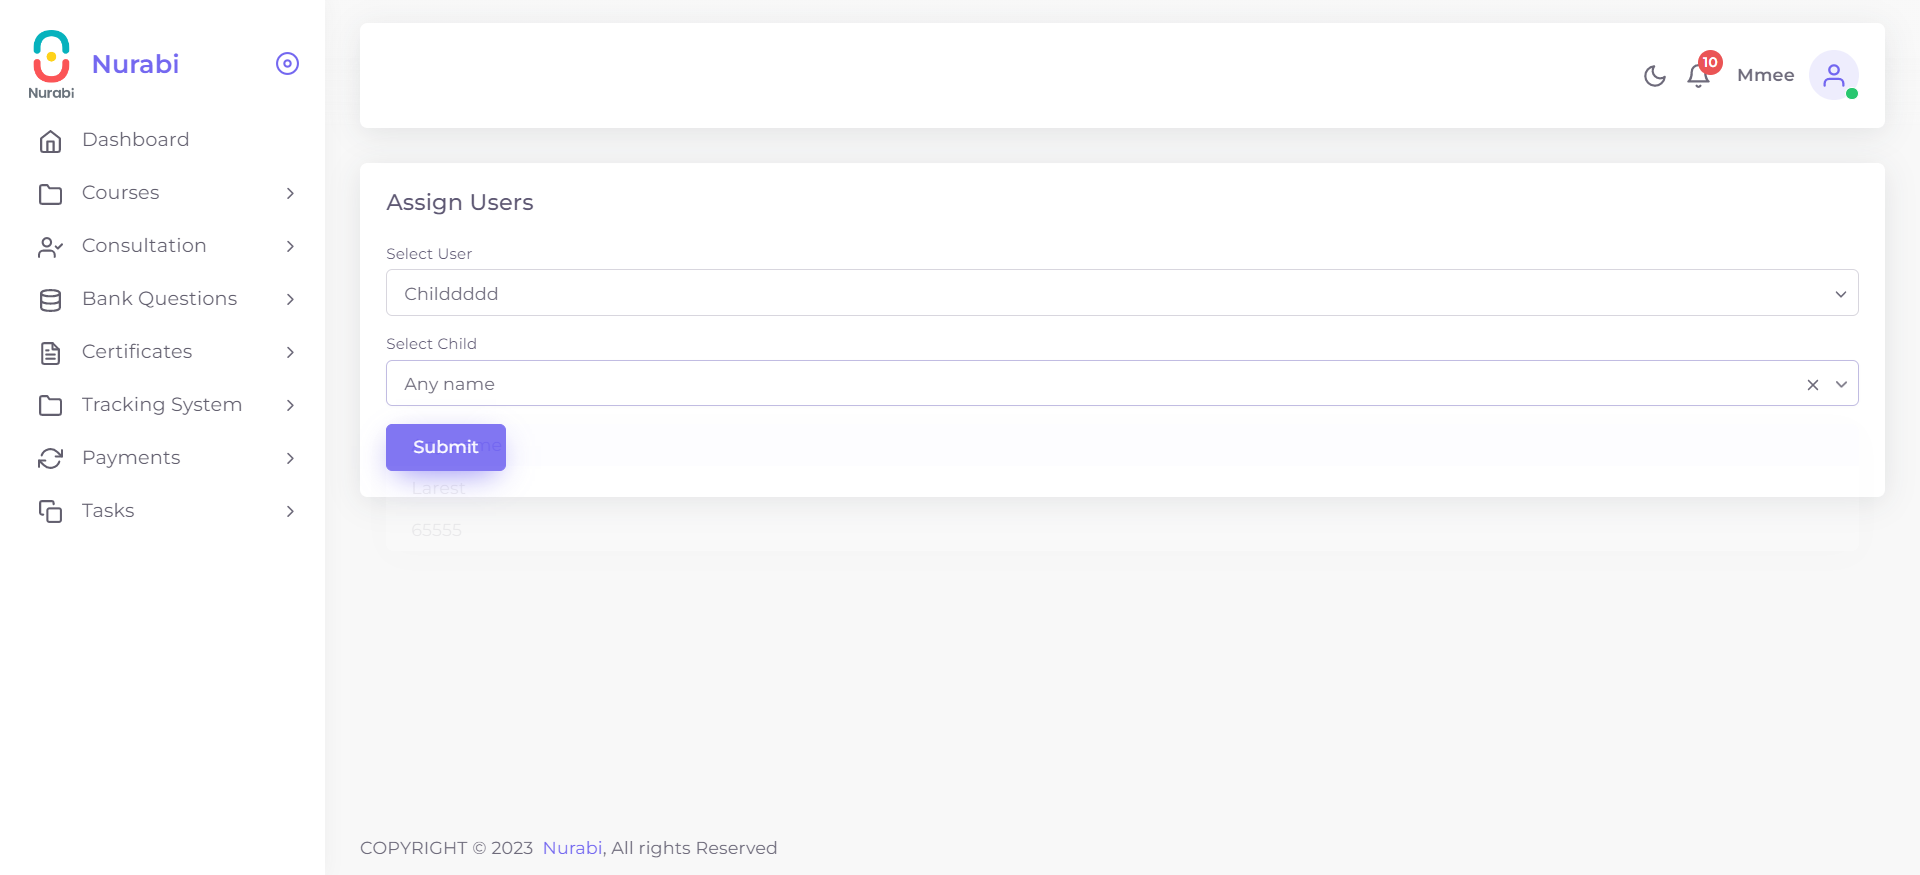 Nurabi
Nurabi
Dashboard
Courses
Consultation
Bank Questions
Certificates
Tracking System
Payments
Tasks
10
Mmee
Assign Users
Select User
Childdddd
Select Child
Any name
Submit
Larest
65555
COPYRIGHT © 2023 Nurabi, All rights Reserved